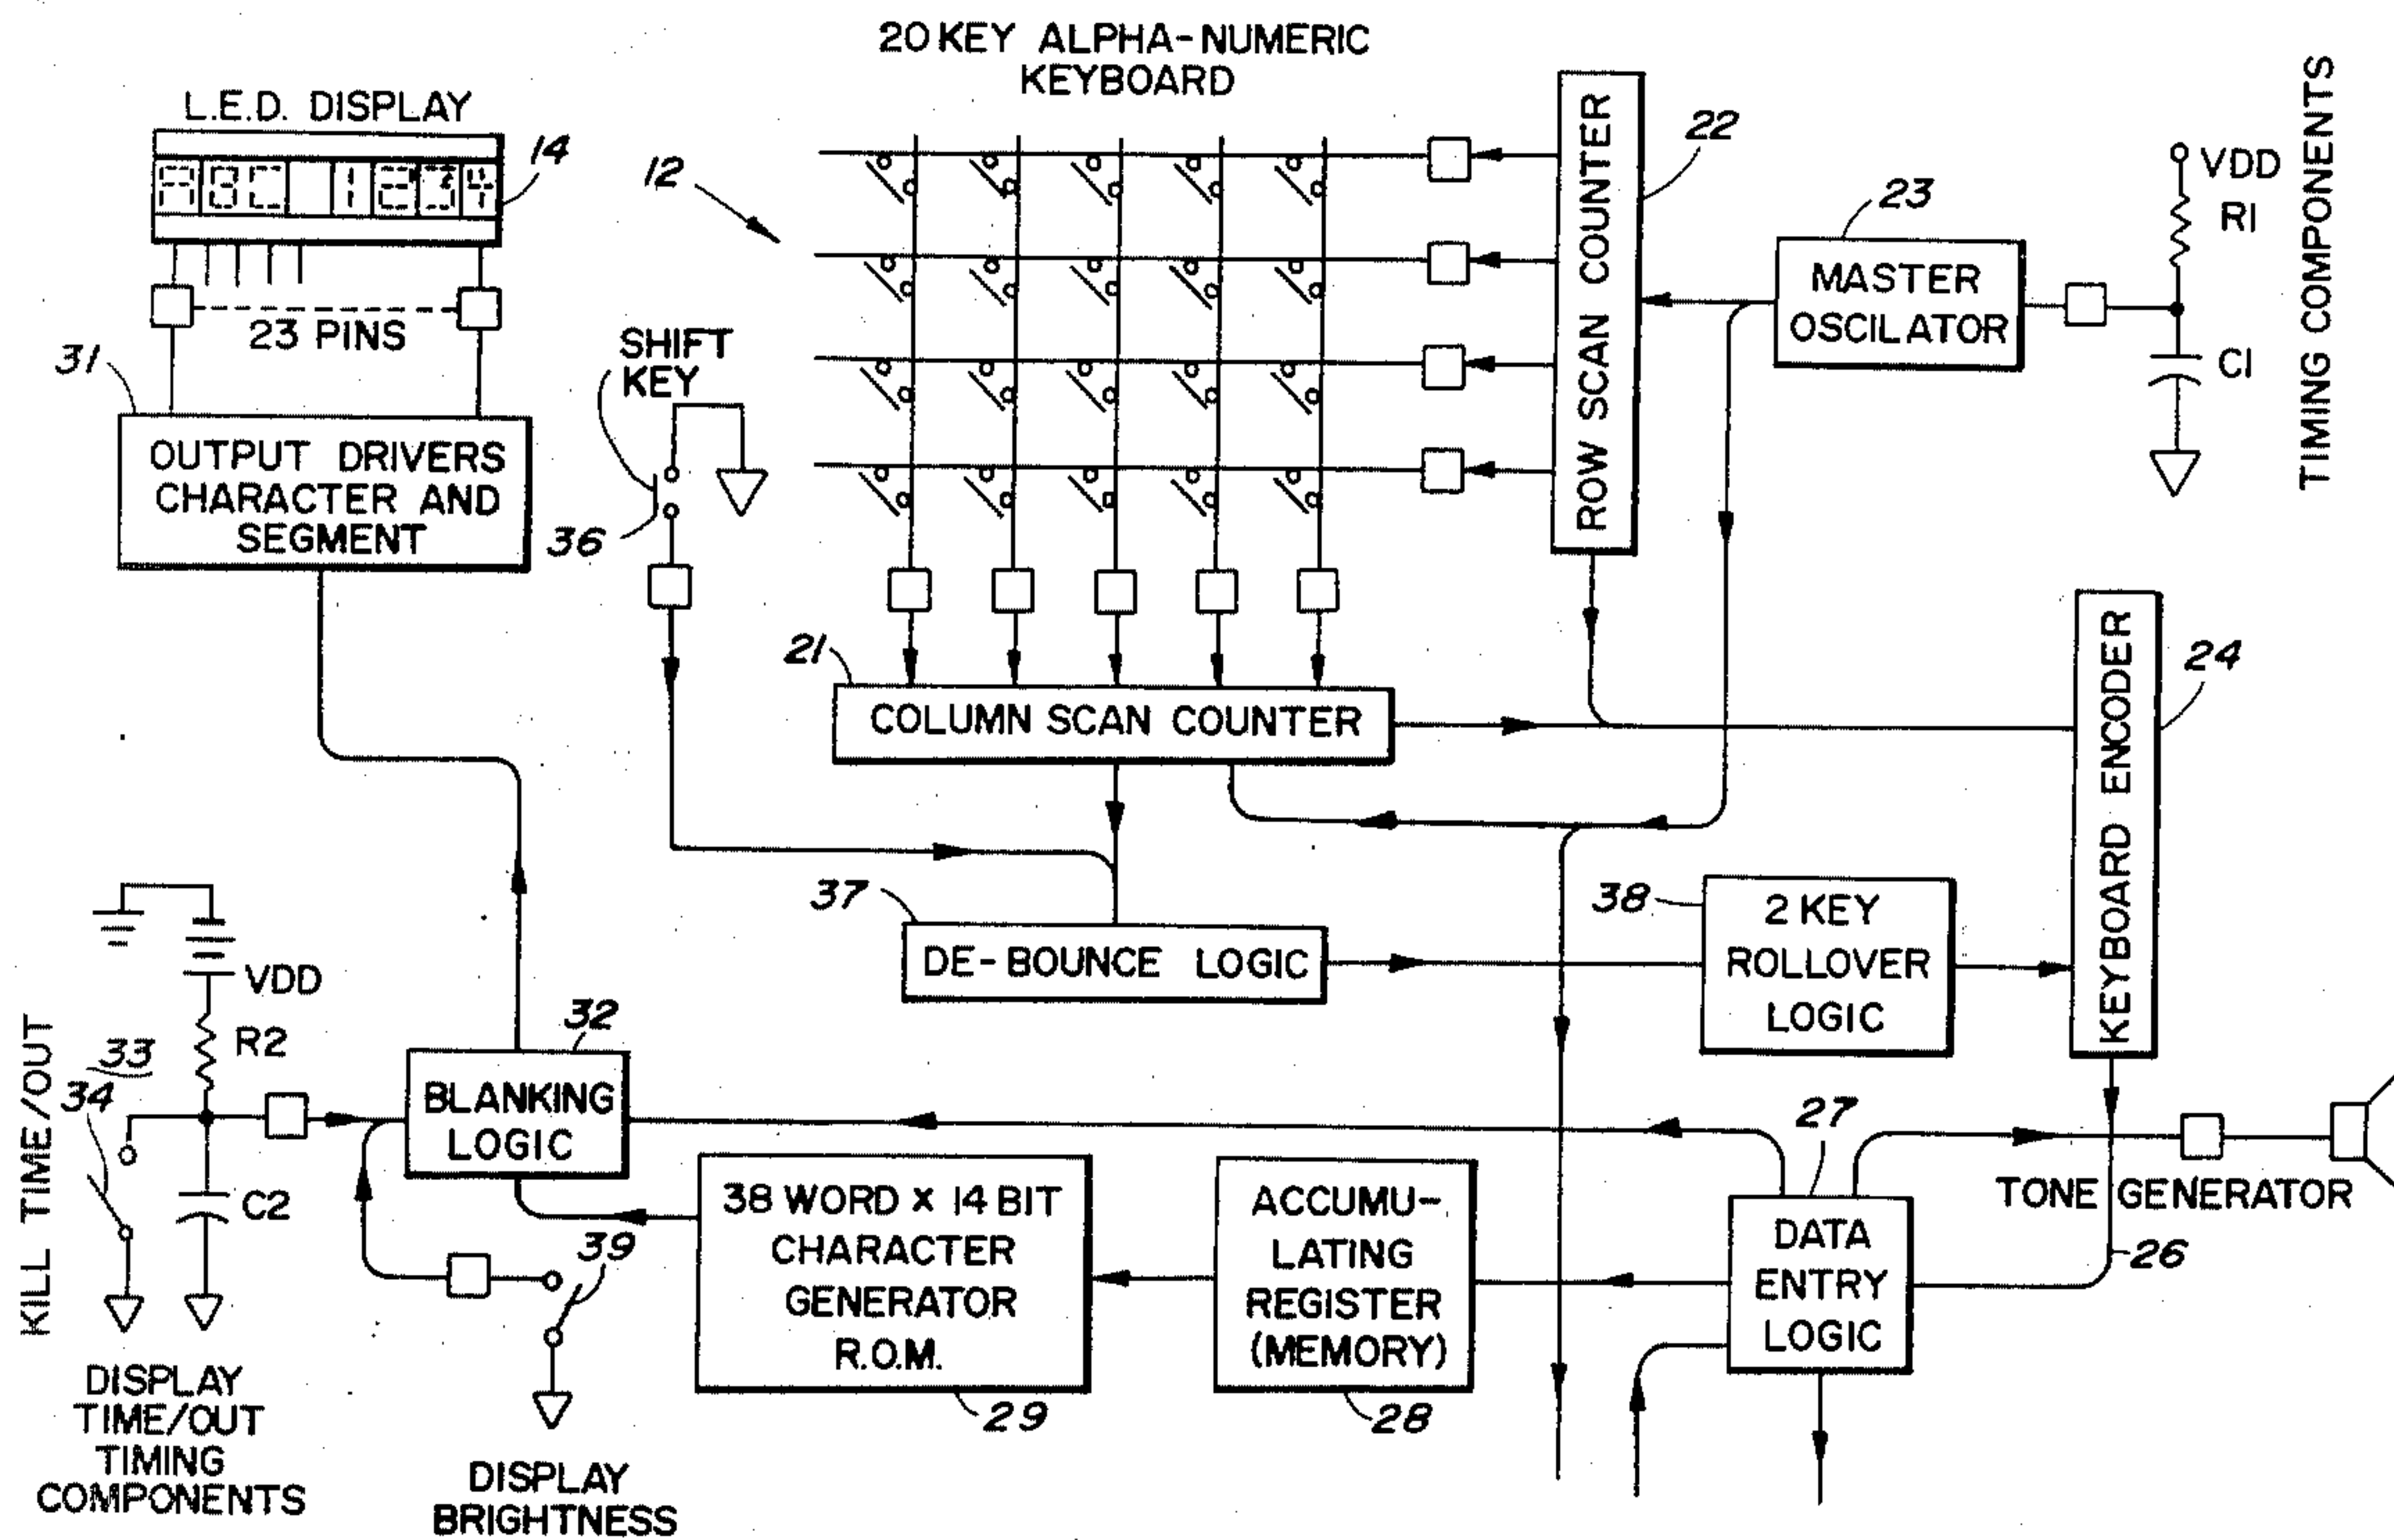 20 KEY ALPHA-NUMERIC
KEYBOARD
L.E.D. DISPLAY
14
ABC 1234
23 PINS
31
OUTPUT DRIVERS
CHARACTER AND
SEGMENT
SHIFT
KEY
36
12
ROW SCAN COUNTER
22
23
MASTER
OSCILATOR
VDD
R1
C1
TIMING COMPONENTS
21
COLUMN SCAN COUNTER
KEYBOARD ENCODER
24
37
DE-BOUNCE LOGIC
38
2 KEY
ROLLOVER
LOGIC
VDD
R2
KILL TIME/OUT
33
34
C2
32
BLANKING
LOGIC
39
38 WORD x 14 BIT
CHARACTER
GENERATOR
R.O.M.
29
ACCUMU-
LATING
REGISTER
(MEMORY)
28
27
DATA
ENTRY
LOGIC
TONE GENERATOR
26
DISPLAY
TIME/OUT
TIMING
COMPONENTS
DISPLAY
BRIGHTNESS